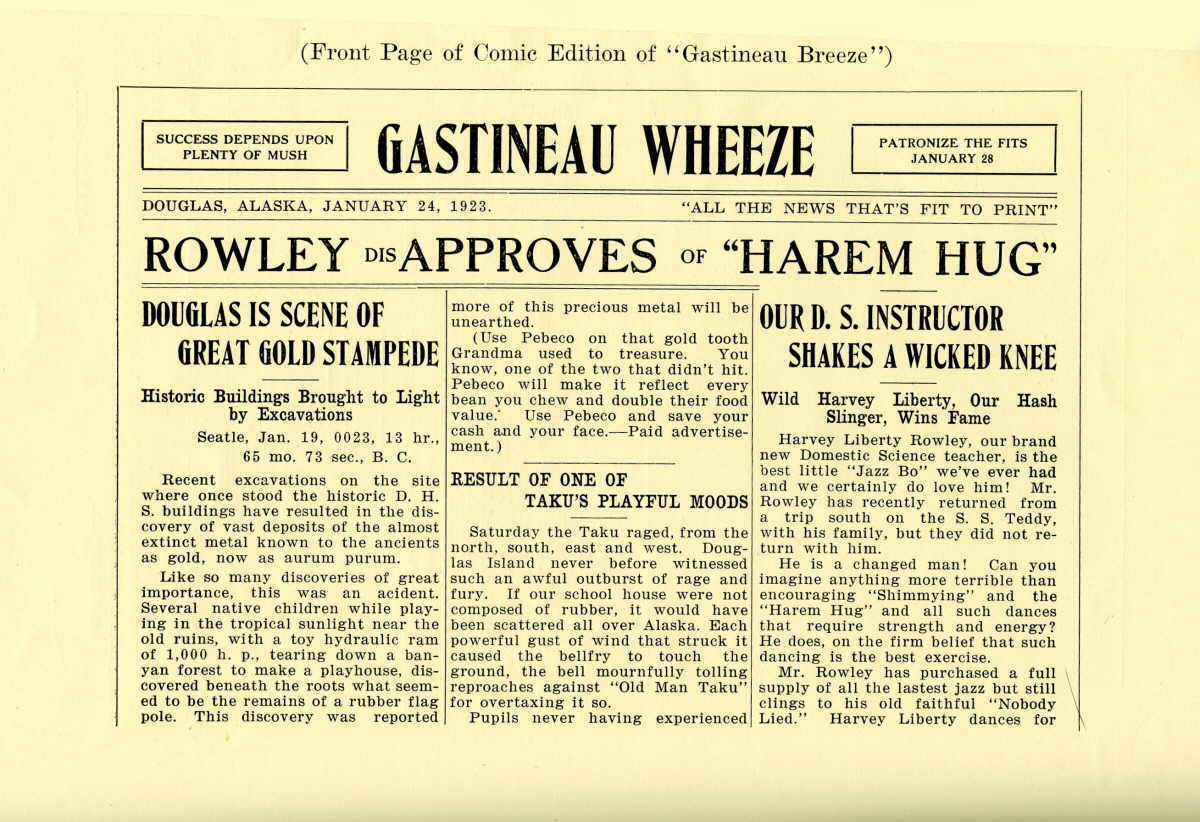 (Front Page of Comic Edition of "Gastineau Breeze")
SUCCESS DEPENDS UPON
PLENTY OF MUSH
GASTINEAU WHEEZE
PATRONIZE THE FITS
JANUARY 28
DOUGLAS, ALASKA, JANUARY 24, 1923.
"ALL THE NEWS THAT'S FIT TO PRINT"
ROWLEY DISAPPROVES OF "HAREM HUG"
DOUGLAS IS SCENE OF
GREAT GOLD STAMPEDE
Historic Buildings Brought to Light
by Excavations
Seatle, Jan. 19, 0023, 13 hr.,
65 mo. 73 sec., B. C.
Recent excavations on the site
where once stood the historic D. H.
S. buildings have resulted in the dis-
covery of vast deposits of the almost
extinct metal known to the ancients
as gold, now as aurum purum.
Like so many discoveries of great
importance, this was an acident.
Several native children while play-
ing in the tropical sunlight near the
old ruins, with a toy hydraulic ram
of 1,000 h. p., tearing down a ban-
yan forest to make a playhouse, dis-
covered beneath the roots what seem-
ed to be the remains of a rubber flag
pole. This discovery was reported
more of this precious metal will be
unearthed.
(Use Pebeco on that gold tooth
Grandma used to treasure. You
know, one of the two that didn't hit.
Pebeco will make it reflect every
bean you chew and double their food
value. Use Pebeco and save your
cash and your face.—Paid advertise-
ment.)
RESULT OF ONE OF
TAKU'S PLAYFUL MOODS
Saturday the Taku raged, from the
north, south, east and west. Doug-
las Island never before witnessed
such an awful outburst of rage and
fury. If our school house were not
composed of rubber, it would have
been scattered all over Alaska. Each
powerful gust of wind that struck it
caused the bellfry to touch the
ground, the bell mournfully tolling
reproaches against "Old Man Taku"
for overtaxing it so.
Pupils never having experienced
OUR D. S. INSTRUCTOR
SHAKES A WICKED KNEE
Wild Harvey Liberty, Our Hash
Slinger, Wins Fame
Harvey Liberty Rowley, our brand
new Domestic Science teacher, is the
best little "Jazz Bo" we've ever had
and we certainly do love him! Mr.
Rowley has recently returned from
a trip south on the S. S. Teddy,
with his family, but they did not re-
turn with him.
He is a changed man! Can you
imagine anything more terrible than
encouraging "Shimmying" and the
"Harem Hug" and all such dances
that require strength and energy?
He does, on the firm belief that such
dancing is the best exercise.
Mr. Rowley has purchased a full
supply of all the lastest jazz but still
clings to his old faithful "Nobody
Lied." Harvey Liberty dances for